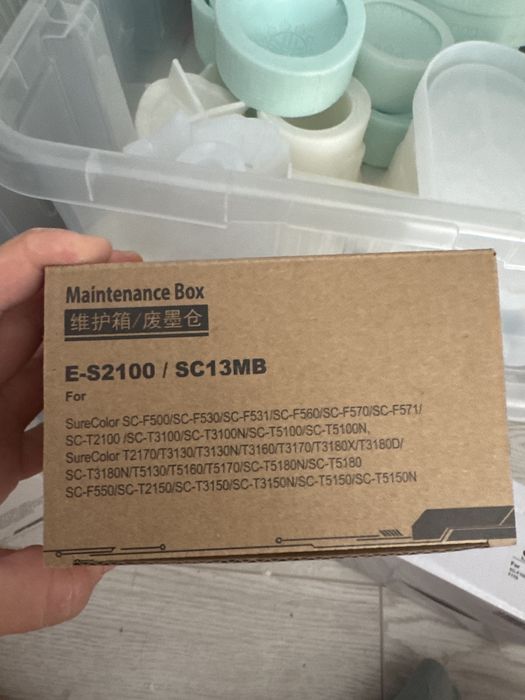 Maintenance Box
维护箱/废墨仓
E-S2100 / SC13MB
For
SureColor SC-F500/SC-F530/SC-F531/SC-F560/SC-F570/SC-F571/
SC-T2100 /SC-T3100/SC-T3100N/SC-T5100/SC-T5100N,
SureColor T2170/T3130/T3130N/T3160/T3170/T3180X/T3180D/
SC-T3180N/T5130/T5160/T5170/SC-T5180N/SC-T5180
SC-F550/SC-T2150/SC-T3150/SC-T3150N/SC-T5150/SC-T5150N
For